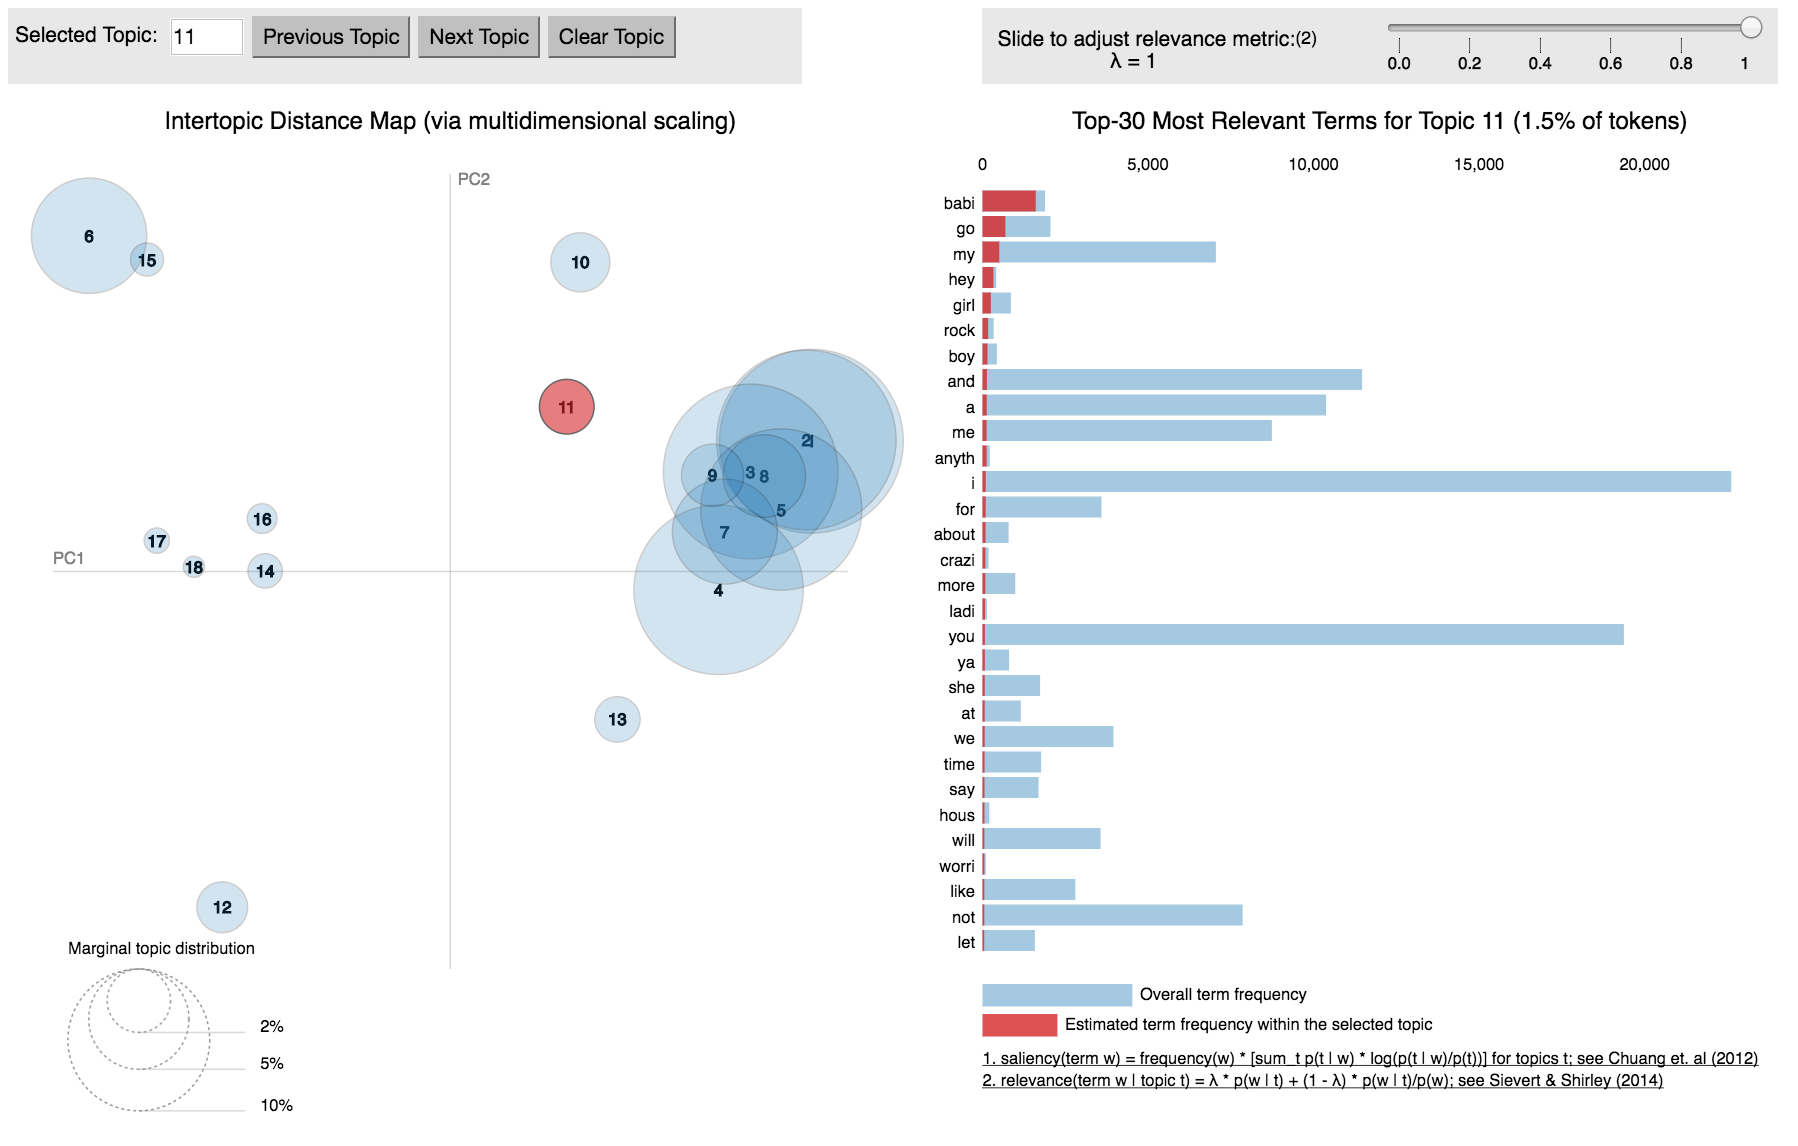 Selected Topic: 11 Previous Topic Next Topic Clear Topic
Slide to adjust relevance metric:(2)
λ = 1
0.0 0.2 0.4 0.6 0.8 1
Intertopic Distance Map (via multidimensional scaling)
PC2
PC1
6
15
10
11
2
1
9
3
8
5
7
16
17
18
14
4
13
12
Marginal topic distribution
2%
5%
10%
Top-30 Most Relevant Terms for Topic 11 (1.5% of tokens)
0 5,000 10,000 15,000 20,000
babi
go
my
hey
girl
rock
boy
and
a
me
anyth
i
for
about
crazi
more
ladi
you
ya
she
at
we
time
say
hous
will
worri
like
not
let
Overall term frequency
Estimated term frequency within the selected topic
1. saliency(term w) = frequency(w) * [sum_t p(t | w) * log(p(t | w)/p(t))] for topics t; see Chuang et. al (2012)
2. relevance(term w | topic t) = λ * p(w | t) + (1 - λ) * p(w | t)/p(w); see Sievert & Shirley (2014)